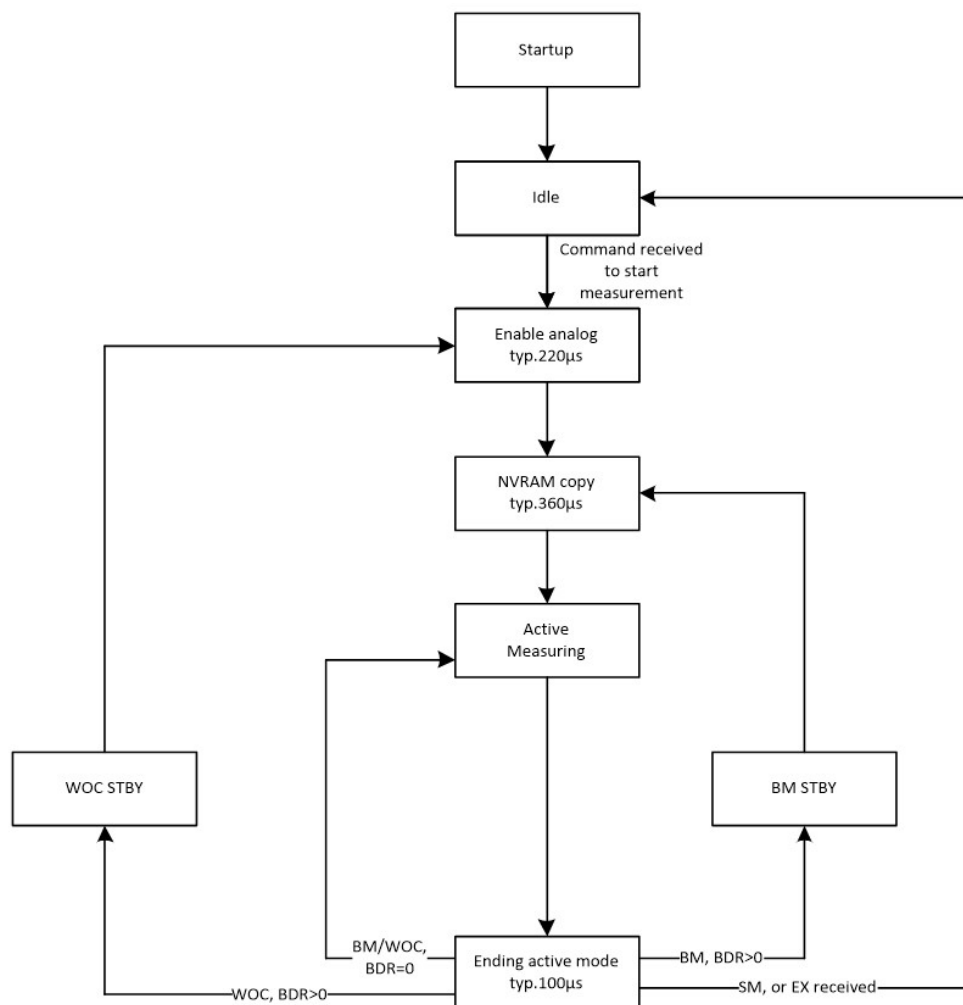 Startup
Idle
Command received
to start
measurement
Enable analog
typ.220µs
NVRAM copy
typ.360µs
Active
Measuring
WOC STBY
BM STBY
BM/WOC,
BDR=0
Ending active mode
typ.100µs
BM, BDR>0
WOC, BDR>0
SM, or EX received